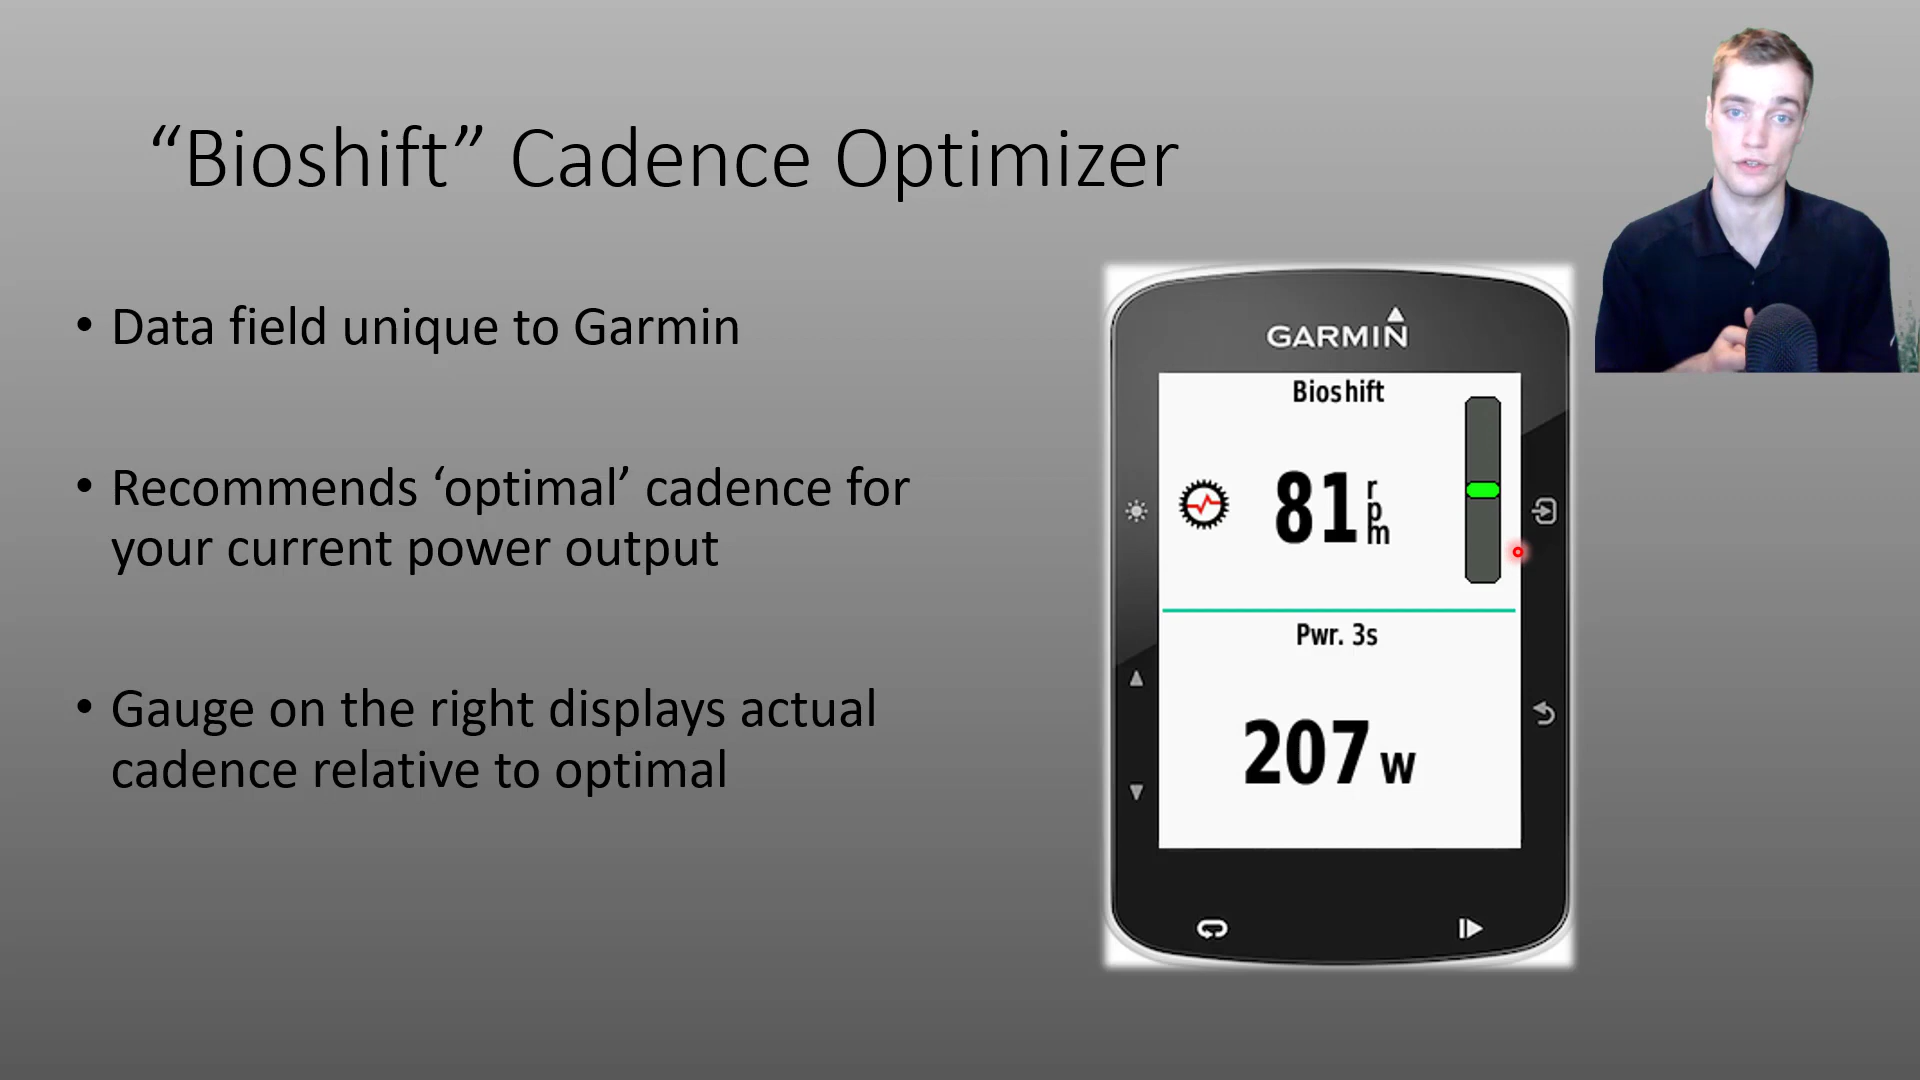 “Bioshift” Cadence Optimizer
• Data field unique to Garmin
• Recommends ‘optimal’ cadence for
your current power output
• Gauge on the right displays actual
cadence relative to optimal
GARMIN
Bioshift
81 rpm
Pwr. 3s
207 w